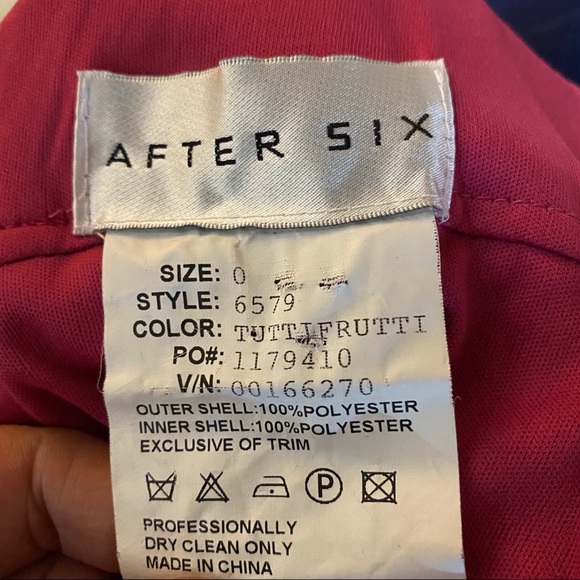 AFTER SIX
SIZE: 0
STYLE: 6579
COLOR: TUTTIFRUTTI
PO#: 1179410
V/N: 00166270
OUTER SHELL:100%POLYESTER
INNER SHELL:100%POLYESTER
EXCLUSIVE OF TRIM
P
PROFESSIONALLY
DRY CLEAN ONLY
MADE IN CHINA